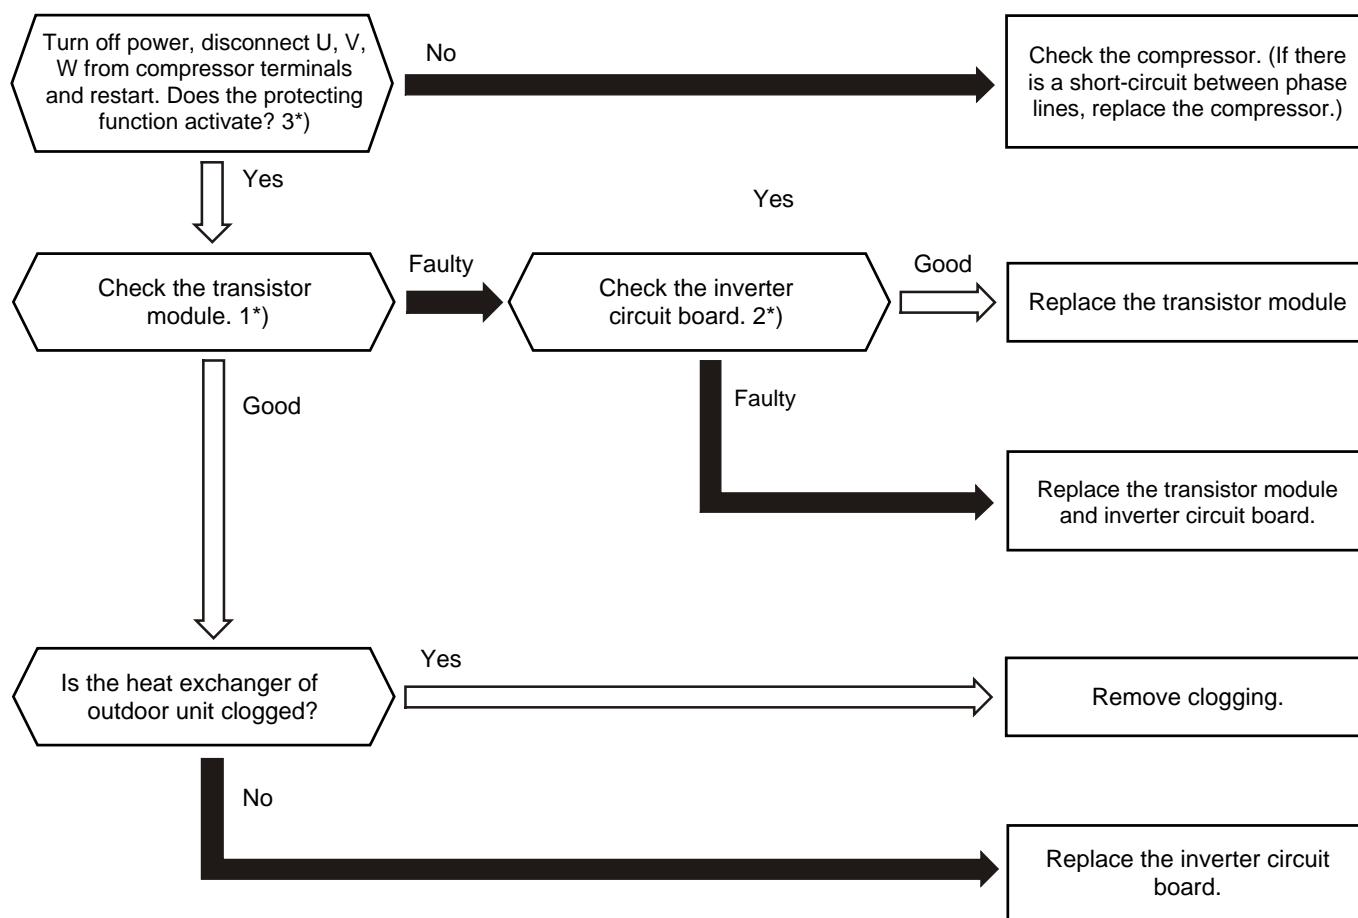 Turn off power, disconnect U, V,
W from compressor terminals
and restart. Does the protecting
function activate? 3*)
No
Check the compressor. (If there
is a short-circuit between phase
lines, replace the compressor.)
Yes
Yes
Check the transistor
module. 1*)
Faulty
Check the inverter
circuit board. 2*)
Good
Replace the transistor module
Good
Faulty
Replace the transistor module
and inverter circuit board.
Is the heat exchanger of
outdoor unit clogged?
Yes
Remove clogging.
No
Replace the inverter circuit
board.